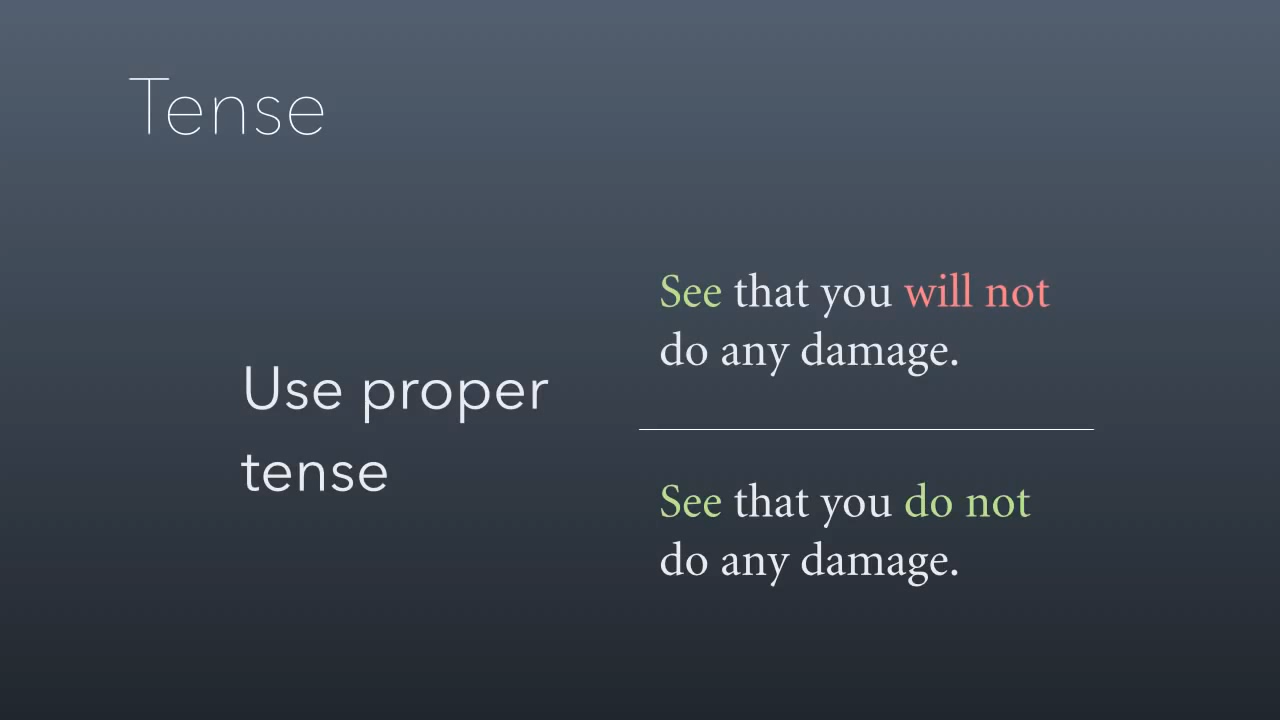 Tense
Use proper
tense
See that you will not
do any damage.
See that you do not
do any damage.